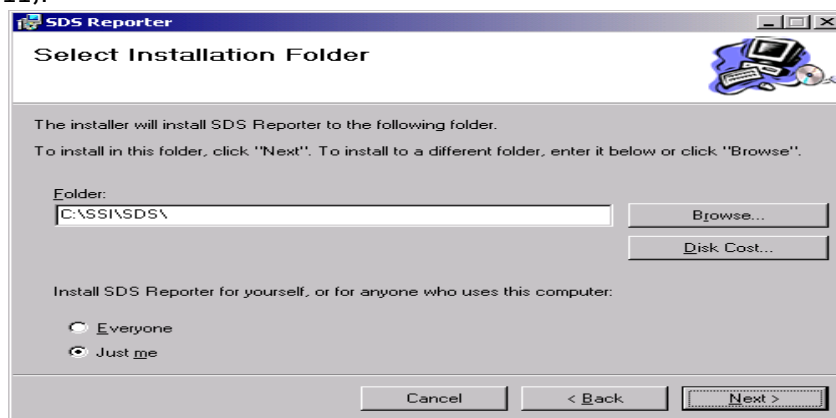 SDS Reporter
Select Installation Folder
The installer will install SDS Reporter to the following folder.
To install in this folder, click "Next". To install to a different folder, enter it below or click "Browse".
Folder:
C:\SSI\SDS\
Browse...
Disk Cost...
Install SDS Reporter for yourself, or for anyone who uses this computer:
Everyone
Just me
Cancel
< Back
Next >